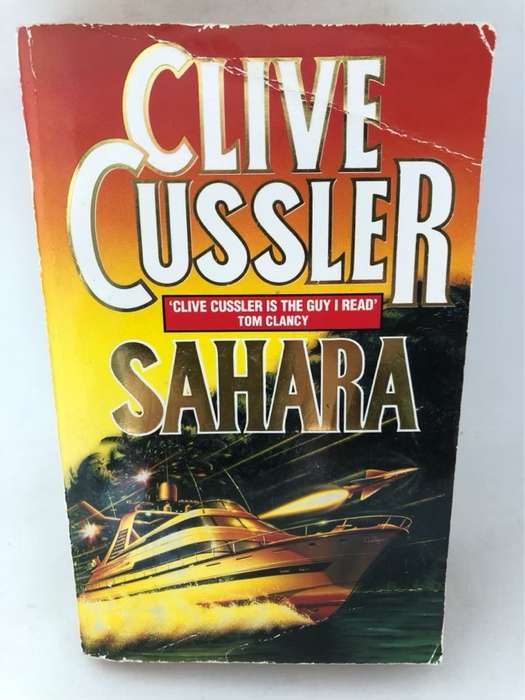 CLIVE
CUSSLER
'CLIVE CUSSLER IS THE GUY I READ'
TOM CLANCY
SAHARA